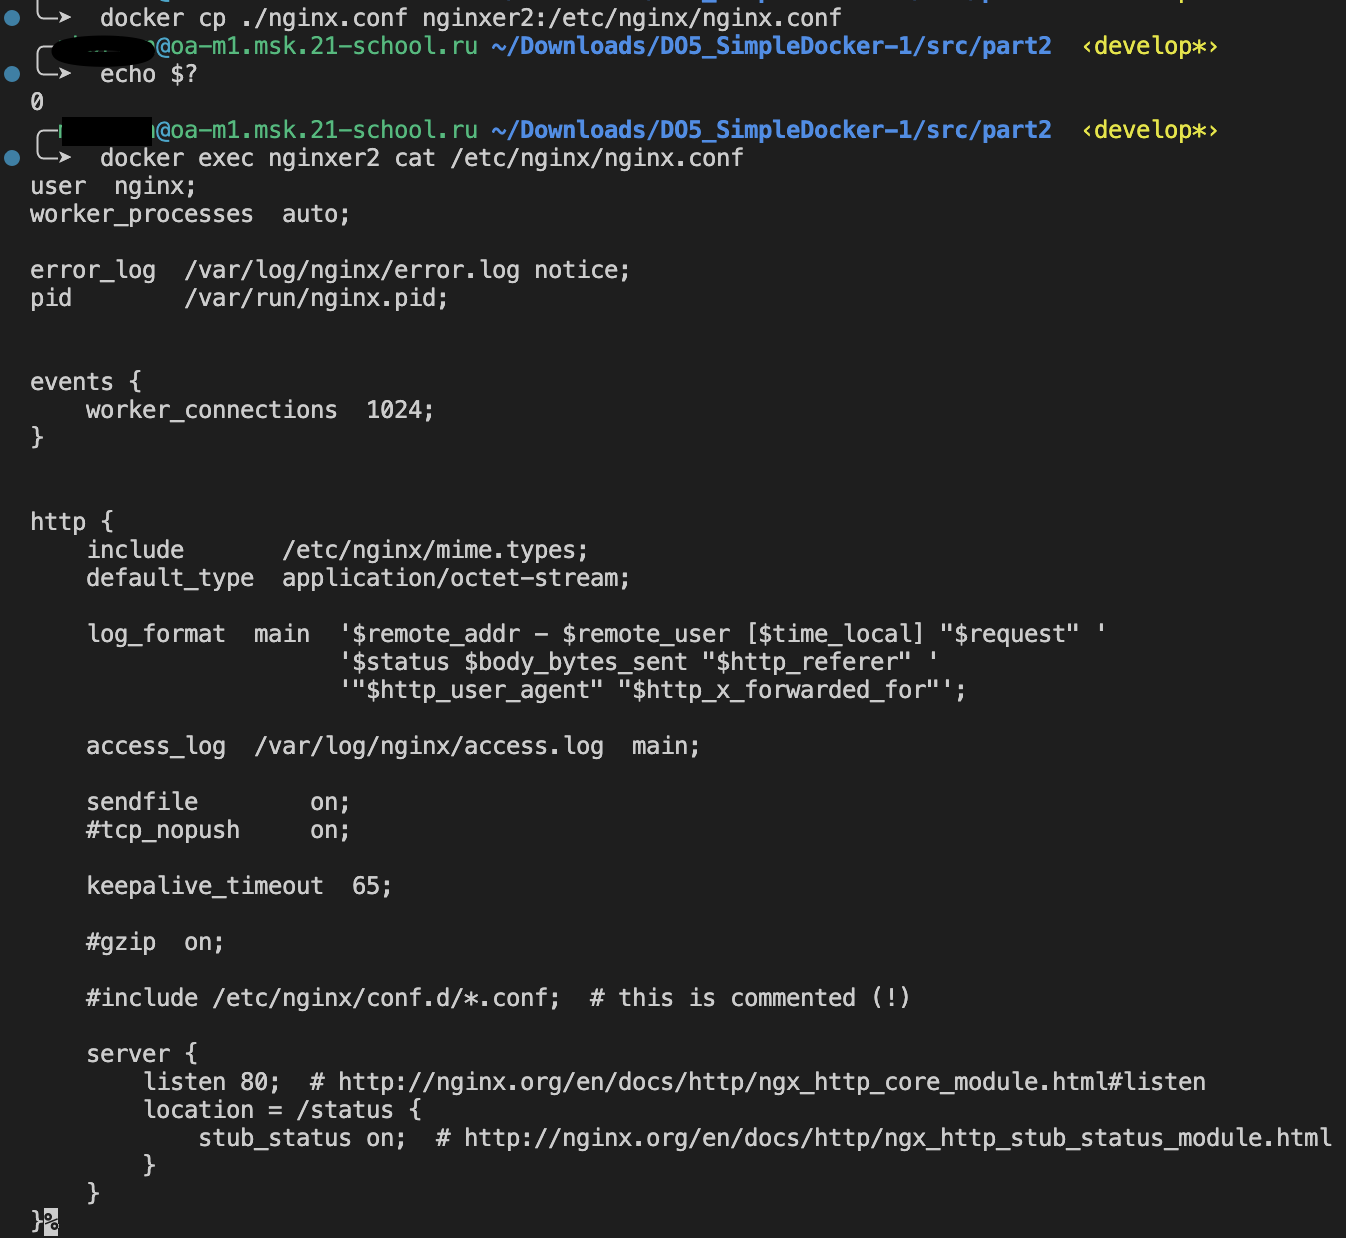 docker cp ./nginx.conf nginxer2:/etc/nginx/nginx.conf
@oa-m1.msk.21-school.ru ~/Downloads/DO5_SimpleDocker-1/src/part2  ‹develop*›
echo $?
0
@oa-m1.msk.21-school.ru ~/Downloads/DO5_SimpleDocker-1/src/part2  ‹develop*›
docker exec nginxer2 cat /etc/nginx/nginx.conf
user  nginx;
worker_processes  auto;

error_log  /var/log/nginx/error.log notice;
pid        /var/run/nginx.pid;


events {
    worker_connections  1024;
}


http {
    include       /etc/nginx/mime.types;
    default_type  application/octet-stream;

    log_format  main  '$remote_addr - $remote_user [$time_local] "$request" '
                      '$status $body_bytes_sent "$http_referer" '
                      '"$http_user_agent" "$http_x_forwarded_for"';

    access_log  /var/log/nginx/access.log  main;

    sendfile        on;
    #tcp_nopush     on;

    keepalive_timeout  65;

    #gzip  on;

    #include /etc/nginx/conf.d/*.conf;  # this is commented (!)

    server {
        listen 80;  # http://nginx.org/en/docs/http/ngx_http_core_module.html#listen
        location = /status {
            stub_status on;  # http://nginx.org/en/docs/http/ngx_http_stub_status_module.html
        }
    }
}%